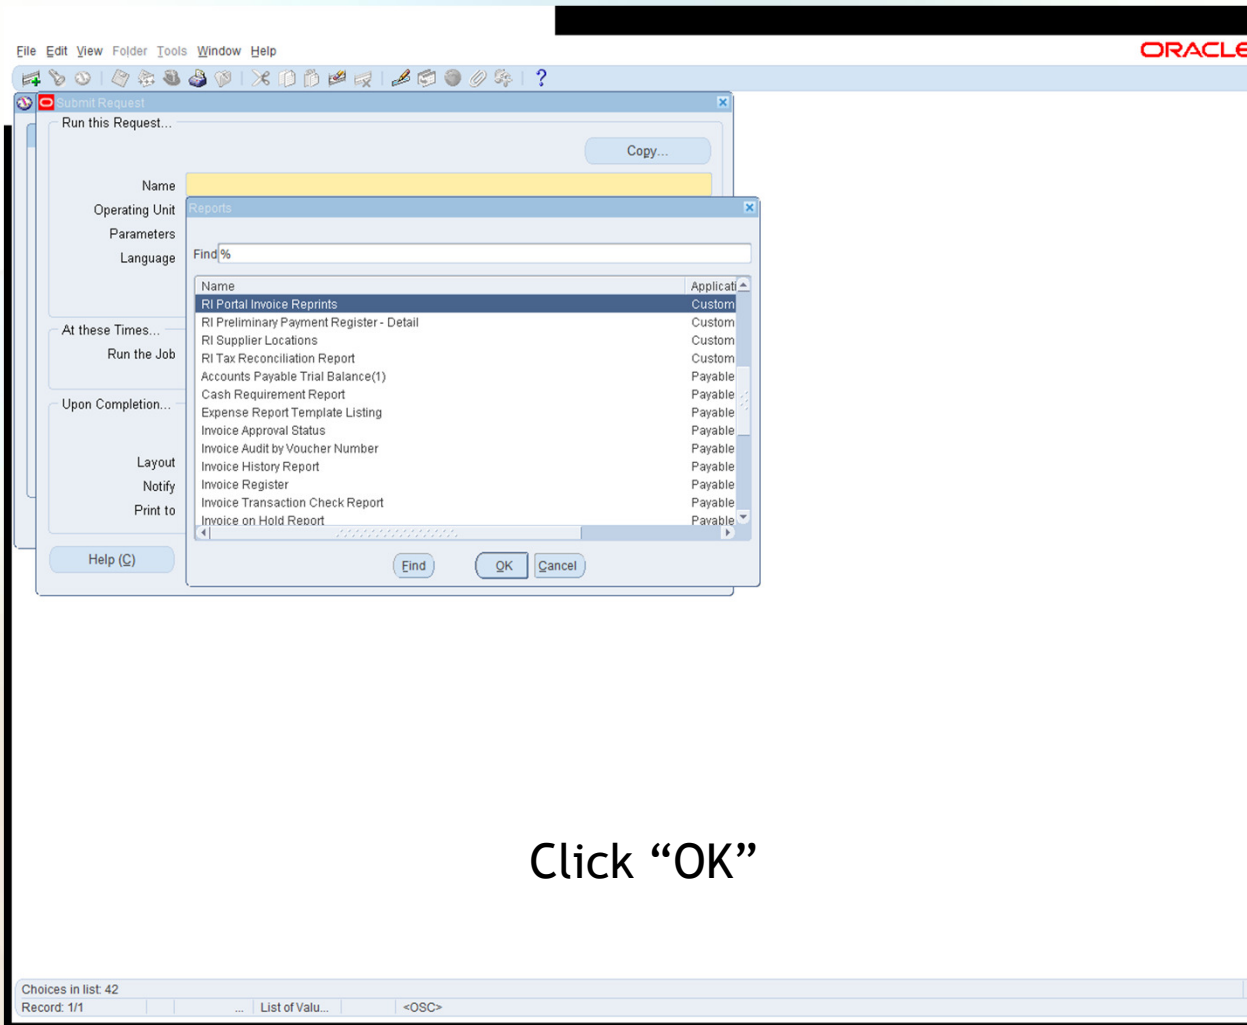 File Edit View Folder Tools Window Help
ORACLE
?
Submit Request
Run this Request...
Copy...
Name
Operating Unit
Parameters
Language
At these Times...
Run the Job
Upon Completion...
Layout
Notify
Print to
Help (C)
Reports
Find %
Name Applicati
RI Portal Invoice Reprints Custom
RI Preliminary Payment Register - Detail Custom
RI Supplier Locations Custom
RI Tax Reconciliation Report Custom
Accounts Payable Trial Balance(1) Payable
Cash Requirement Report Payable
Expense Report Template Listing Payable
Invoice Approval Status Payable
Invoice Audit by Voucher Number Payable
Invoice History Report Payable
Invoice Register Payable
Invoice Transaction Check Report Payable
Invoice on Hold Report Payable
Find OK Cancel
Click “OK”
Choices in list: 42
Record: 1/1 ... List of Valu... <OSC>